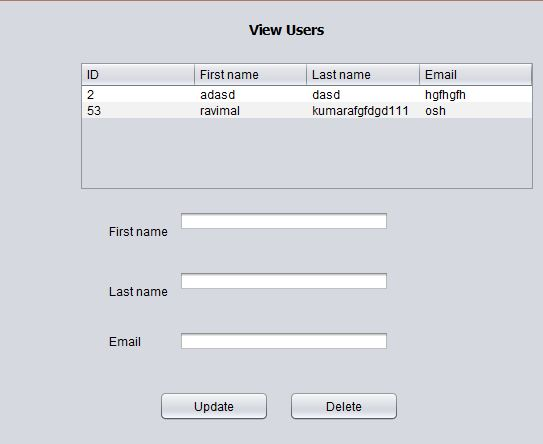 View Users
ID First name Last name Email
2 adasd dasd hgfhgfh
53 ravimal kumarafgfdgd111 osh
First name
Last name
Email
Update Delete